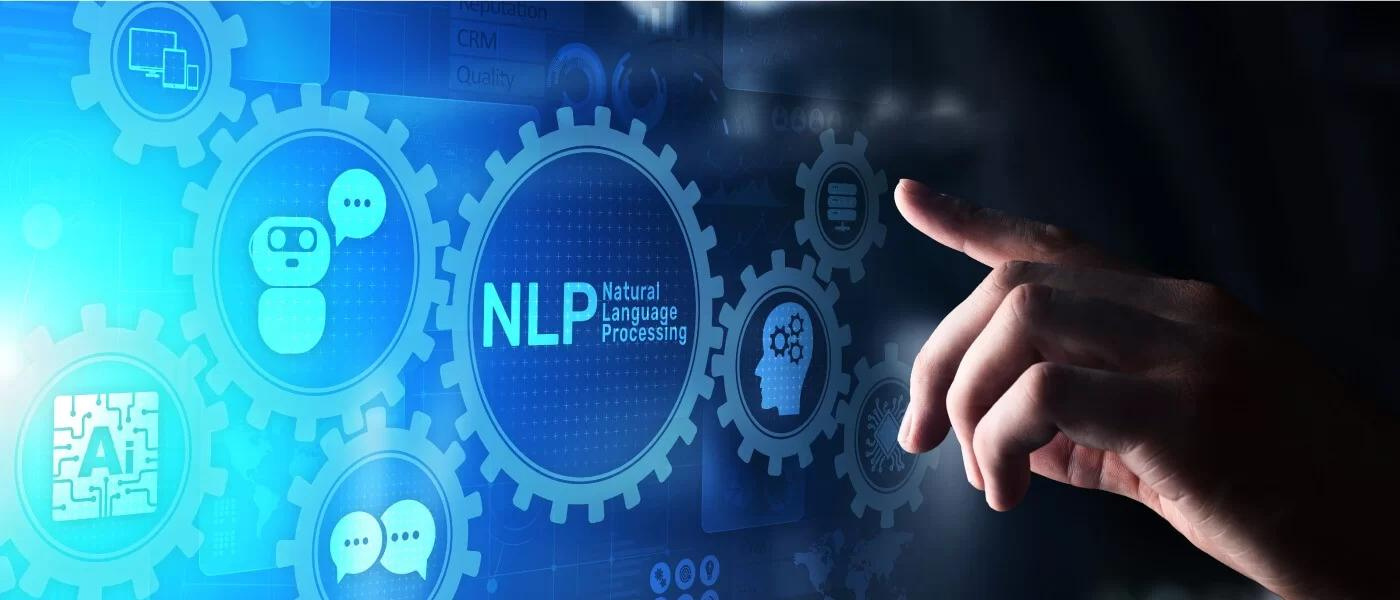 Reputation
CRM
Quality
NLP
Natural
Language
Processing
Ai